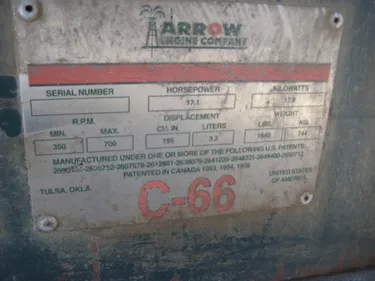 ARROW
ENGINE COMPANY
SERIAL NUMBER HORSEPOWER KILOWATTS
17.1 12.8
R.P.M. DISPLACEMENT WEIGHT
MIN. MAX. CU. IN LITERS LBS. KG.
350 700 195 3.2 1640 744
MANUFACTURED UNDER ONE OR MORE OF THE FOLLOWING U.S. PATENTS:
PATENTED IN CANADA 1953, 1954, 1956
TULSA, OKLA UNITED STATES
OF AMERICA
C-66